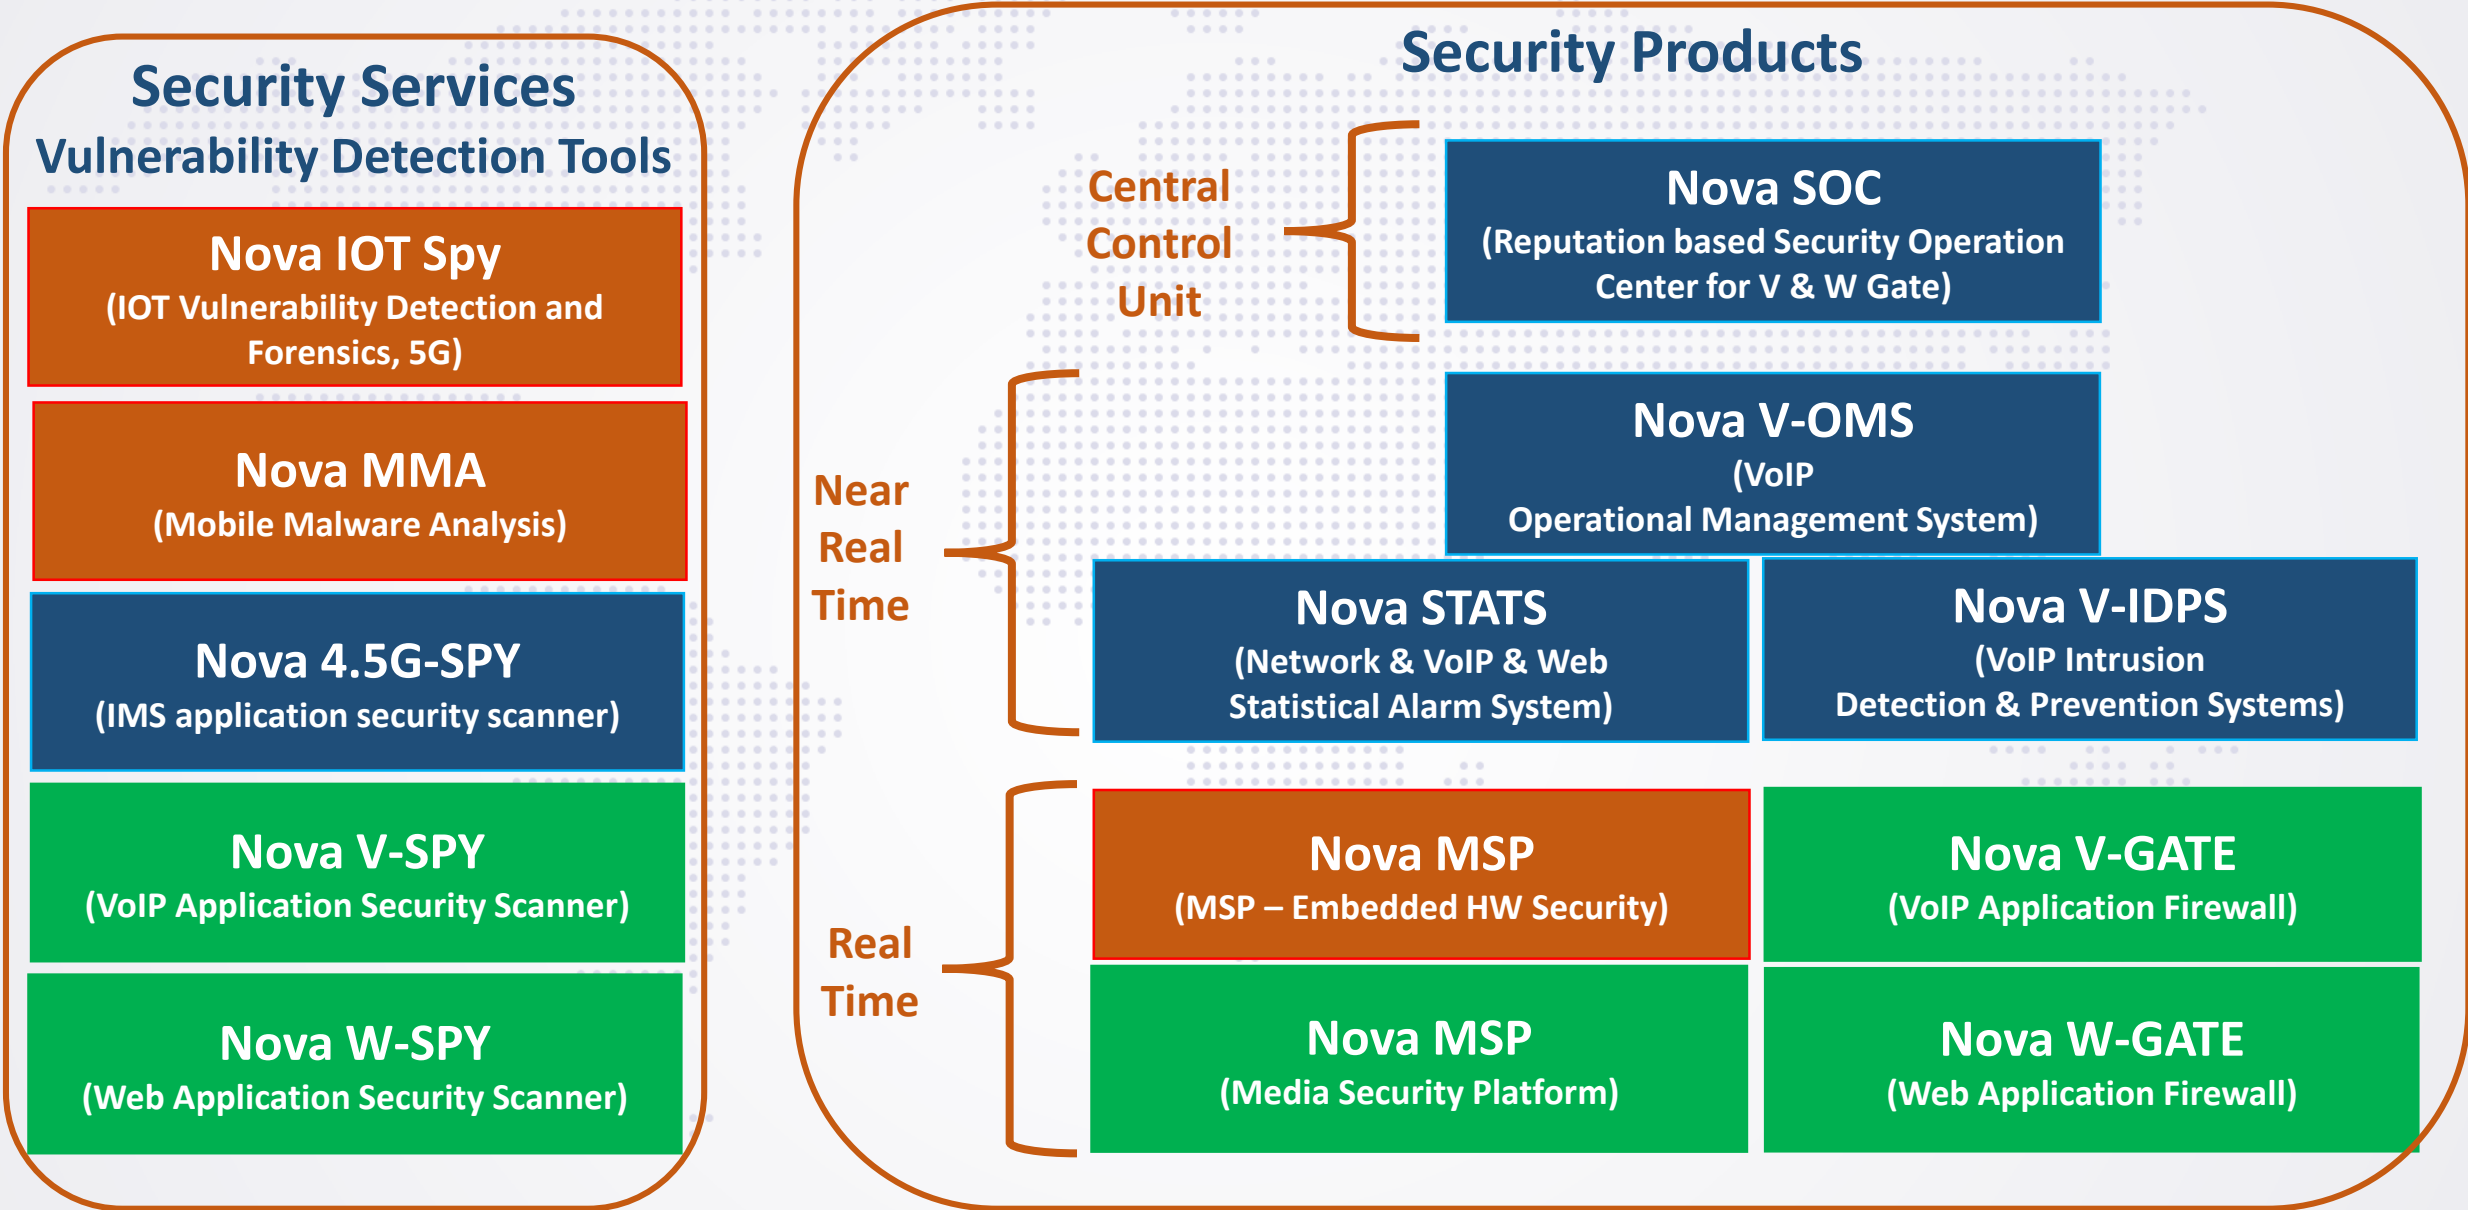 Security Services
Vulnerability Detection Tools
Nova IOT Spy
(IOT Vulnerability Detection and
Forensics, 5G)
Nova MMA
(Mobile Malware Analysis)
Nova 4.5G-SPY
(IMS application security scanner)
Nova V-SPY
(VoIP Application Security Scanner)
Nova W-SPY
(Web Application Security Scanner)
Security Products
Central
Control
Unit
Nova SOC
(Reputation based Security Operation
Center for V & W Gate)
Near
Real
Time
Nova V-OMS
(VoIP
Operational Management System)
Nova STATS
(Network & VoIP & Web
Statistical Alarm System)
Nova V-IDPS
(VoIP Intrusion
Detection & Prevention Systems)
Real
Time
Nova MSP
(MSP – Embedded HW Security)
Nova V-GATE
(VoIP Application Firewall)
Nova MSP
(Media Security Platform)
Nova W-GATE
(Web Application Firewall)